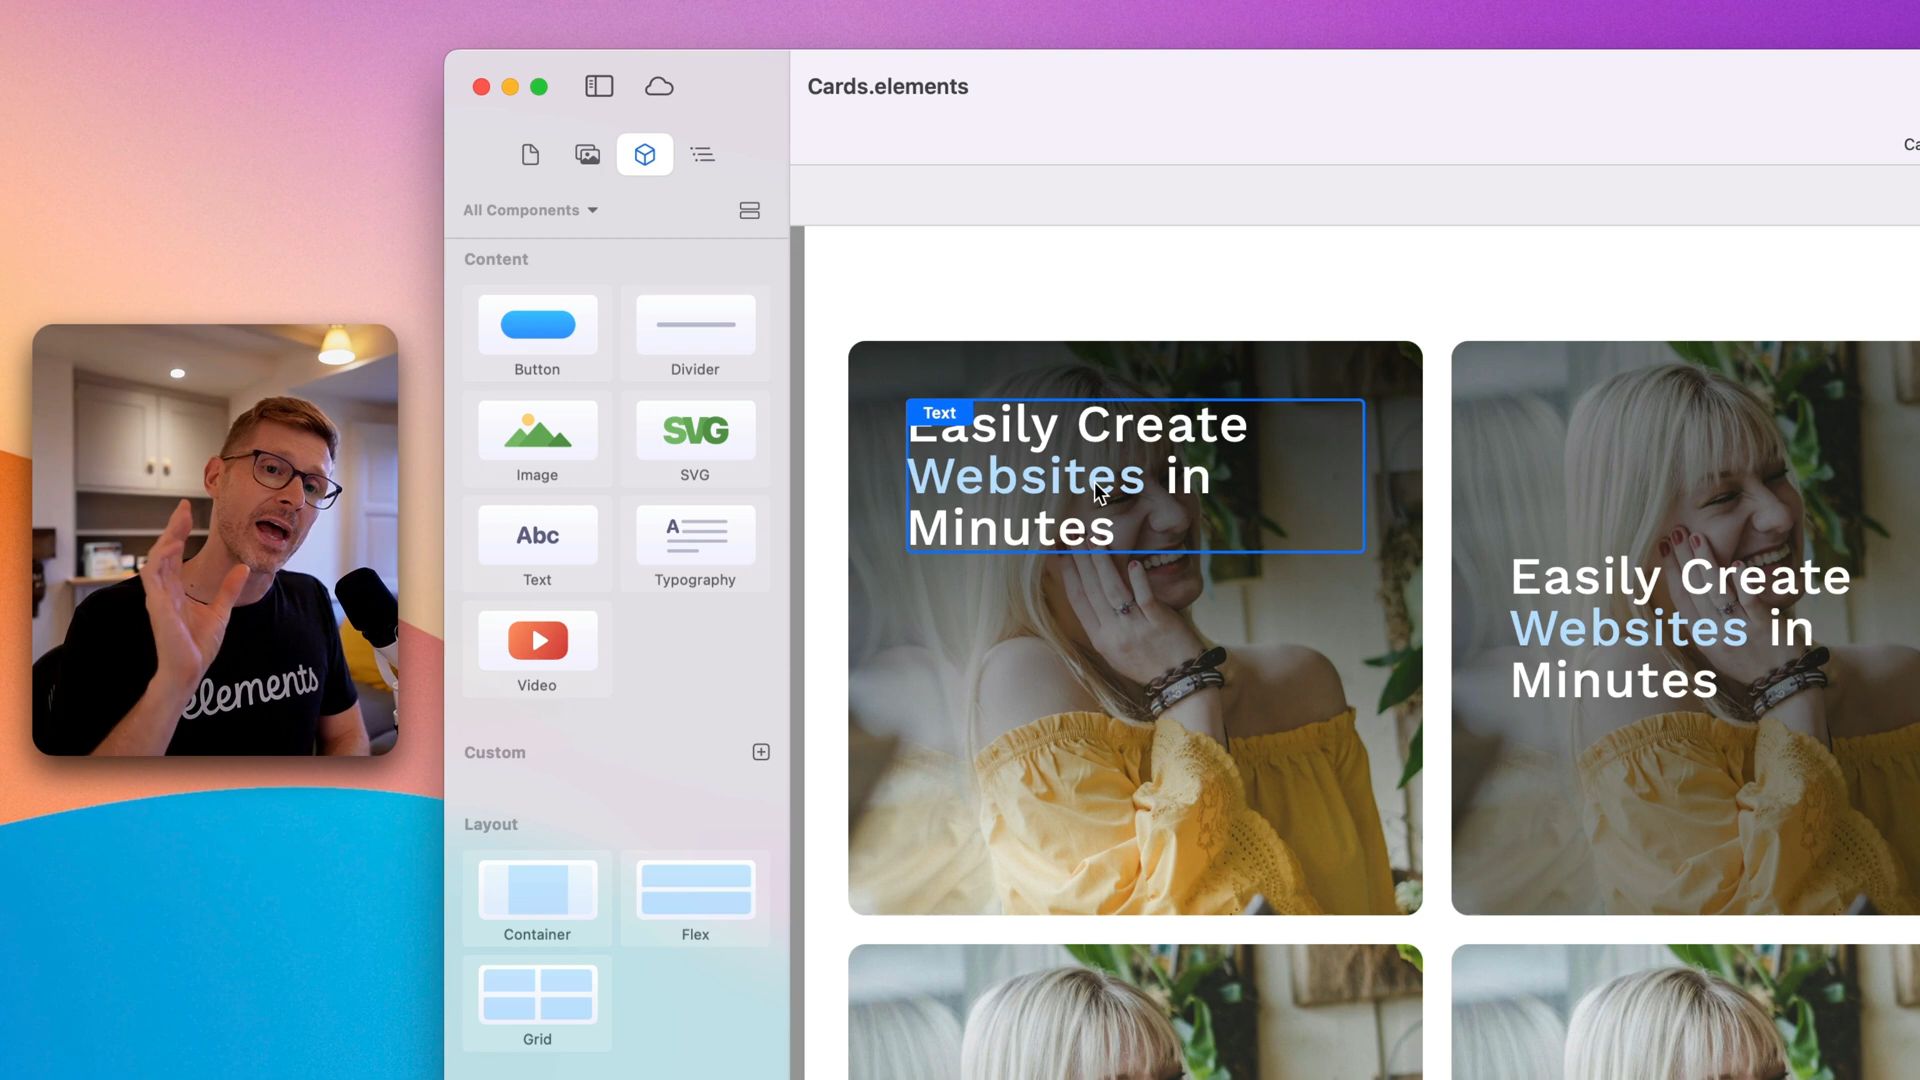 Cards.elements
Ca
All Components
Content
Button
Divider
Image
SVG
SVG
Abc
Text
A
Typography
Video
Custom
Layout
Container
Flex
Grid
Text
Easily Create
Websites in
Minutes
Easily Create
Websites in
Minutes
elements